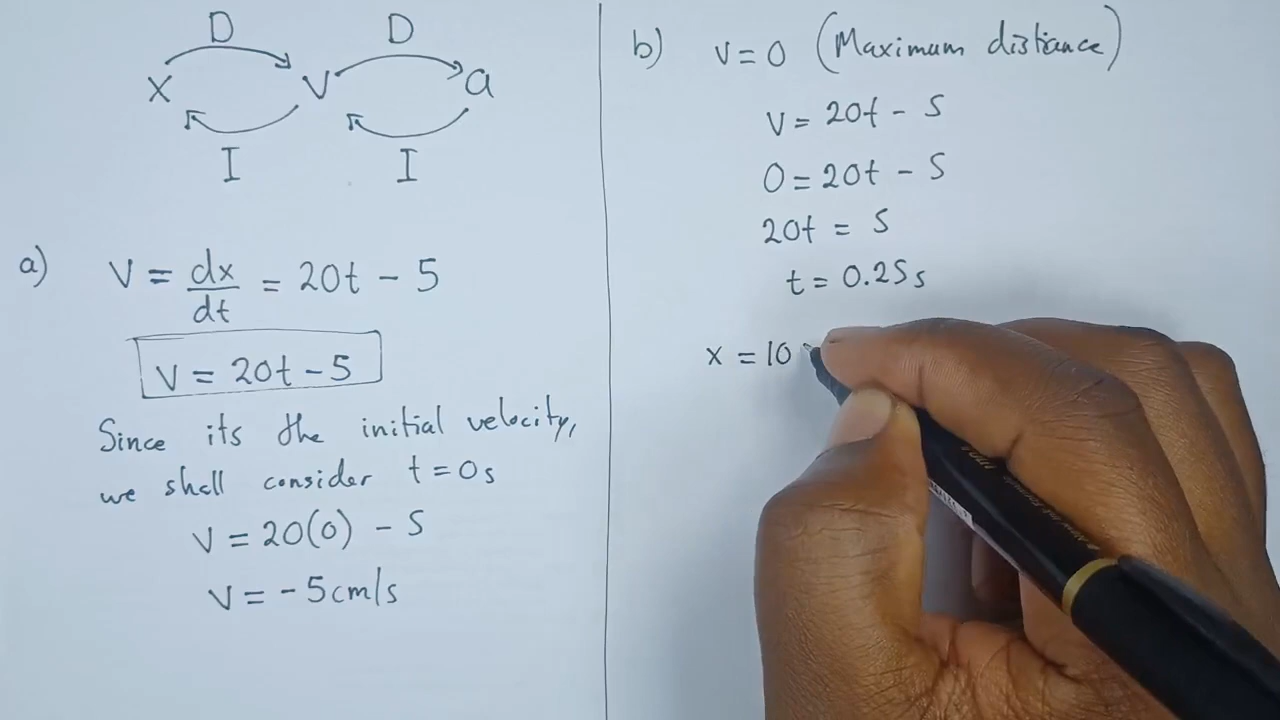 D D
x v a
I I
a) V = dx/dt = 20t - 5
V = 20t - 5
Since its the initial velocity,
we shall consider t = 0s
V = 20(0) - 5
V = -5cm/s
b) V = 0 (Maximum distance)
V = 20t - 5
0 = 20t - 5
20t = 5
t = 0.25s
x = 10